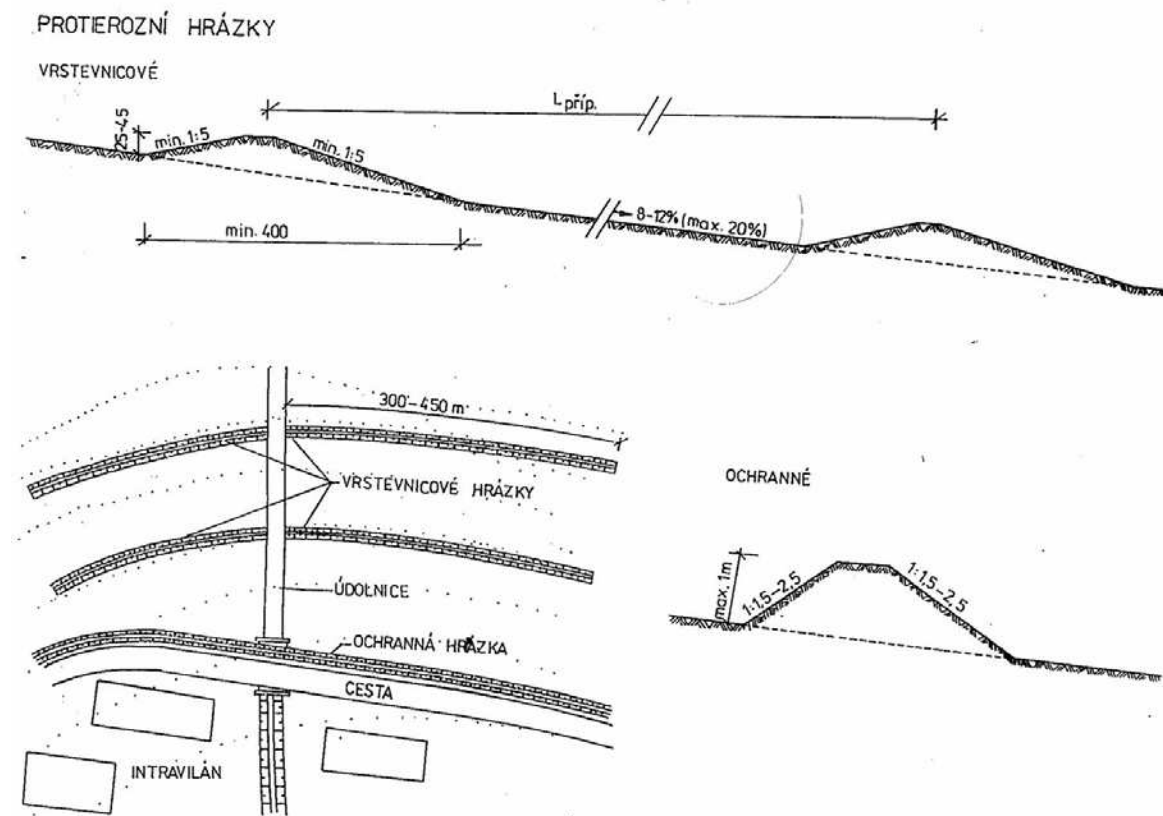 PROTIEROZNÍ HRÁZKY
VRSTEVNICOVÉ
L příp.
25-45
min. 1:5
min. 1:5
min. 400
8-12% (max. 20%)
300-450 m
VRSTEVNICOVÉ HRÁZKY
ÚDOLNICE
OCHRANNÁ HRÁZKA
CESTA
INTRAVILÁN
OCHRANNÉ
max. 1m
1:1,5-2,5
1:1,5-2,5